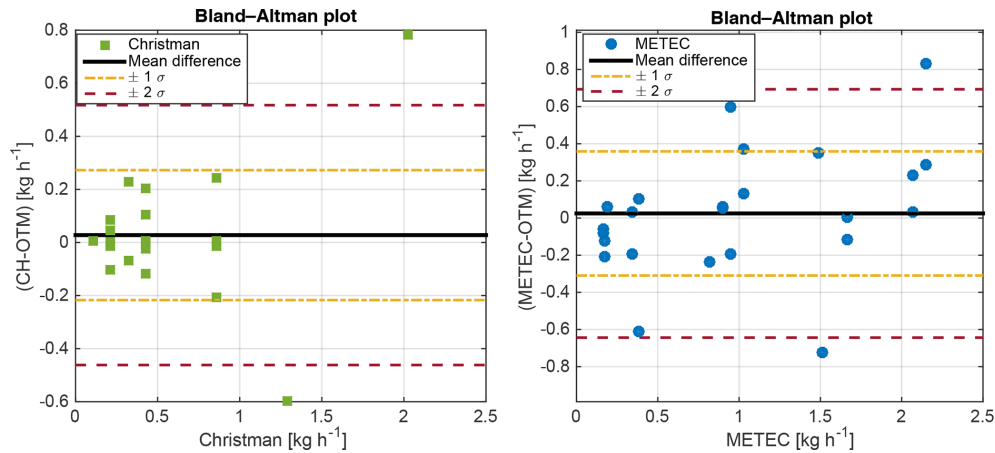 Bland–Altman plot
Christman
Mean difference
± 1 σ
± 2 σ
0.8
0.6
0.4
0.2
0
-0.2
-0.4
-0.6
(CH-OTM) [kg h⁻¹]
0 0.5 1 1.5 2 2.5
Christman [kg h⁻¹]
Bland–Altman plot
METEC
Mean difference
± 1 σ
± 2 σ
1
0.8
0.6
0.4
0.2
0
-0.2
-0.4
-0.6
-0.8
(METEC-OTM) [kg h⁻¹]
0 0.5 1 1.5 2 2.5
METEC [kg h⁻¹]